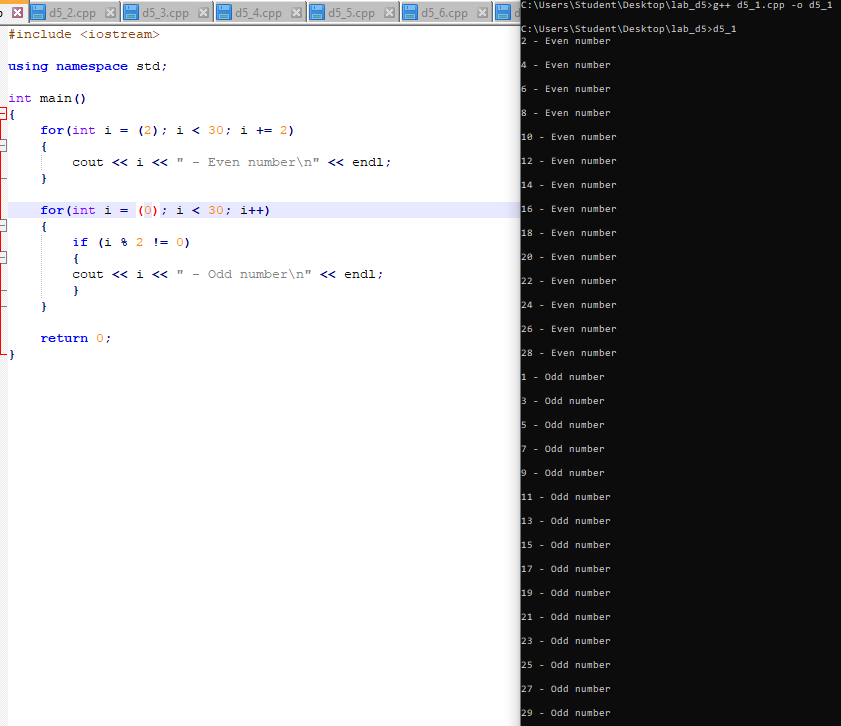 d5_2.cpp d5_3.cpp d5_4.cpp d5_5.cpp d5_6.cpp
#include <iostream>
using namespace std;
int main()
{
for(int i = (2); i < 30; i += 2)
{
cout << i << " - Even number\n" << endl;
}
for(int i = (0); i < 30; i++)
{
if (i % 2 != 0)
{
cout << i << " - Odd number\n" << endl;
}
}
return 0;
}
C:\Users\Student\Desktop\lab_d5>g++ d5_1.cpp -o d5_1
C:\Users\Student\Desktop\lab_d5>d5_1
2 - Even number
4 - Even number
6 - Even number
8 - Even number
10 - Even number
12 - Even number
14 - Even number
16 - Even number
18 - Even number
20 - Even number
22 - Even number
24 - Even number
26 - Even number
28 - Even number
1 - Odd number
3 - Odd number
5 - Odd number
7 - Odd number
9 - Odd number
11 - Odd number
13 - Odd number
15 - Odd number
17 - Odd number
19 - Odd number
21 - Odd number
23 - Odd number
25 - Odd number
27 - Odd number
29 - Odd number